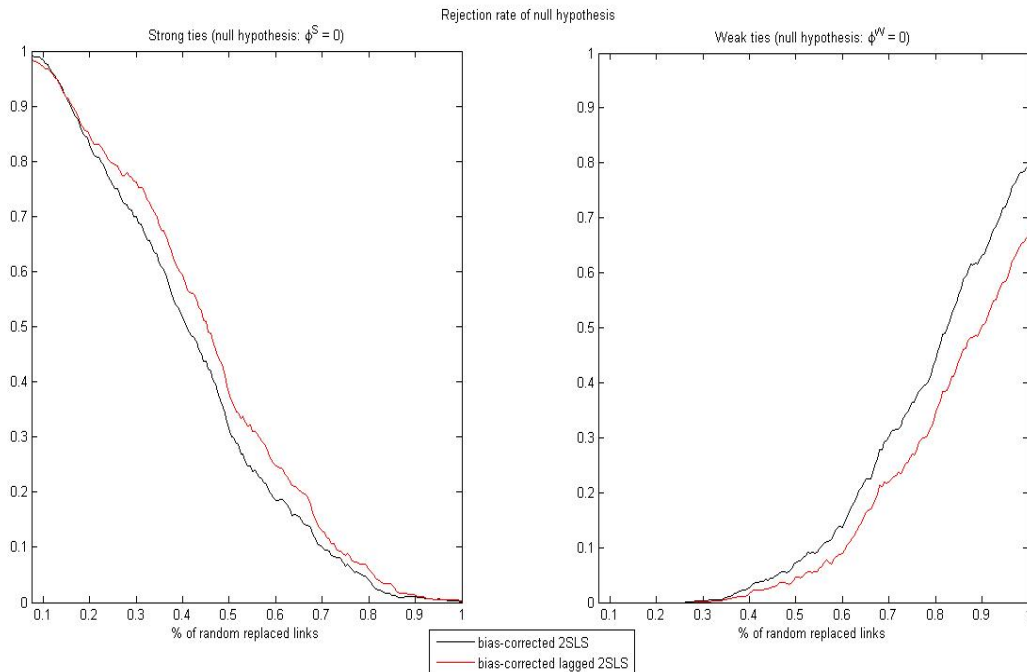 Rejection rate of null hypothesis
Strong ties (null hypothesis: ϕS = 0)
1
0.9
0.8
0.7
0.6
0.5
0.4
0.3
0.2
0.1
0
0.1 0.2 0.3 0.4 0.5 0.6 0.7 0.8 0.9 1
% of random replaced links
Weak ties (null hypothesis: ϕW = 0)
1
0.9
0.8
0.7
0.6
0.5
0.4
0.3
0.2
0.1
0
0.1 0.2 0.3 0.4 0.5 0.6 0.7 0.8 0.9 1
% of random replaced links
bias-corrected 2SLS
bias-corrected lagged 2SLS